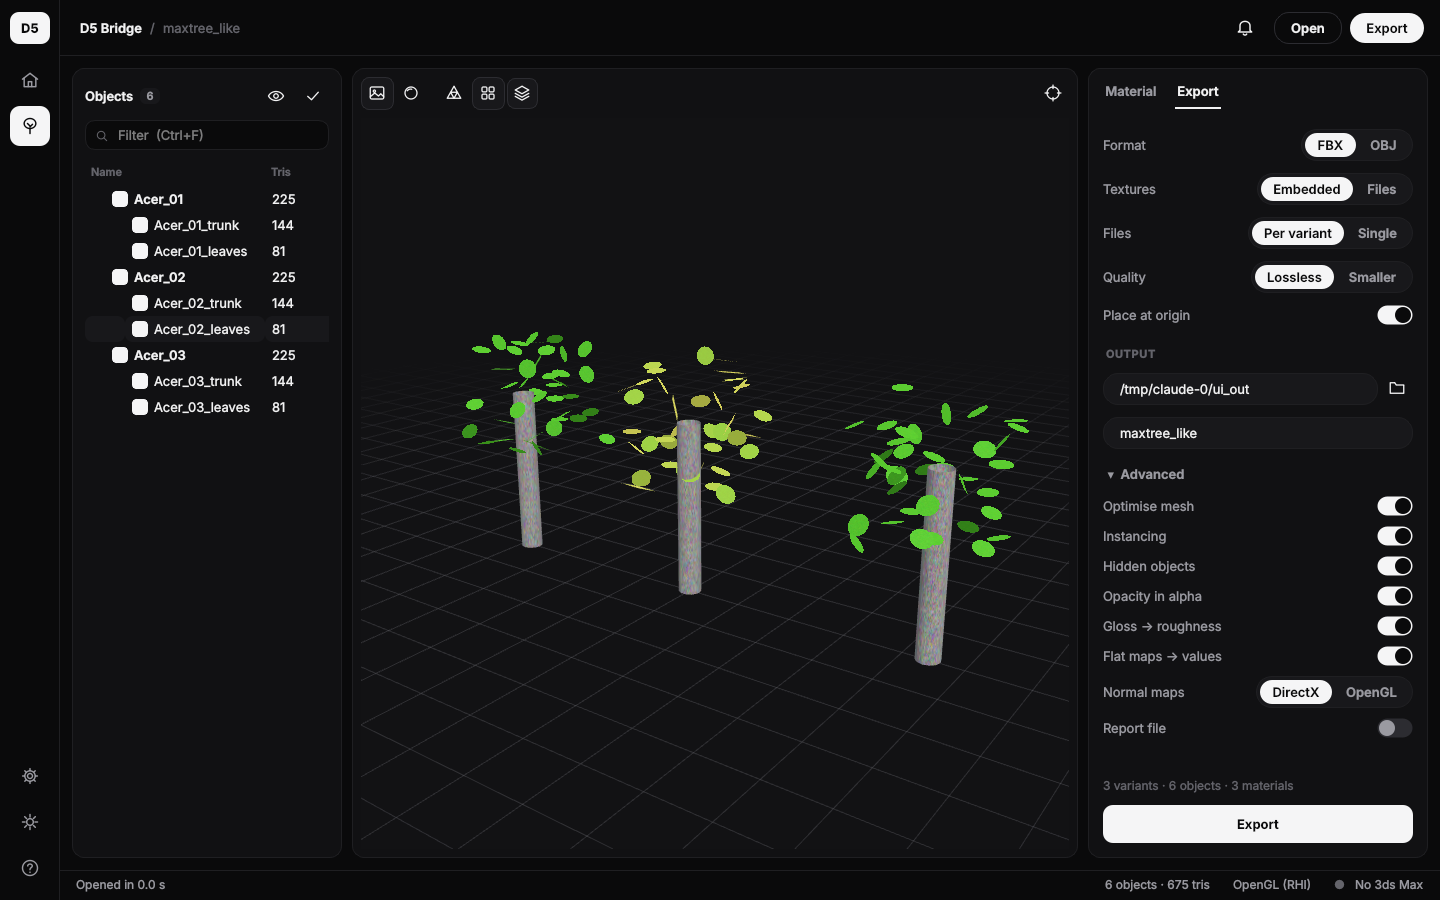 D5
D5 Bridge / maxtree_like
Open
Export
Objects 6
Filter (Ctrl+F)
Name Tris
Acer_01 225
Acer_01_trunk 144
Acer_01_leaves 81
Acer_02 225
Acer_02_trunk 144
Acer_02_leaves 81
Acer_03 225
Acer_03_trunk 144
Acer_03_leaves 81
Material Export
Format FBX OBJ
Textures Embedded Files
Files Per variant Single
Quality Lossless Smaller
Place at origin
OUTPUT
/tmp/claude-0/ui_out
maxtree_like
▼ Advanced
Optimise mesh
Instancing
Hidden objects
Opacity in alpha
Gloss → roughness
Flat maps → values
Normal maps DirectX OpenGL
Report file
3 variants · 6 objects · 3 materials
Export
Opened in 0.0 s
6 objects · 675 tris OpenGL (RHI) No 3ds Max